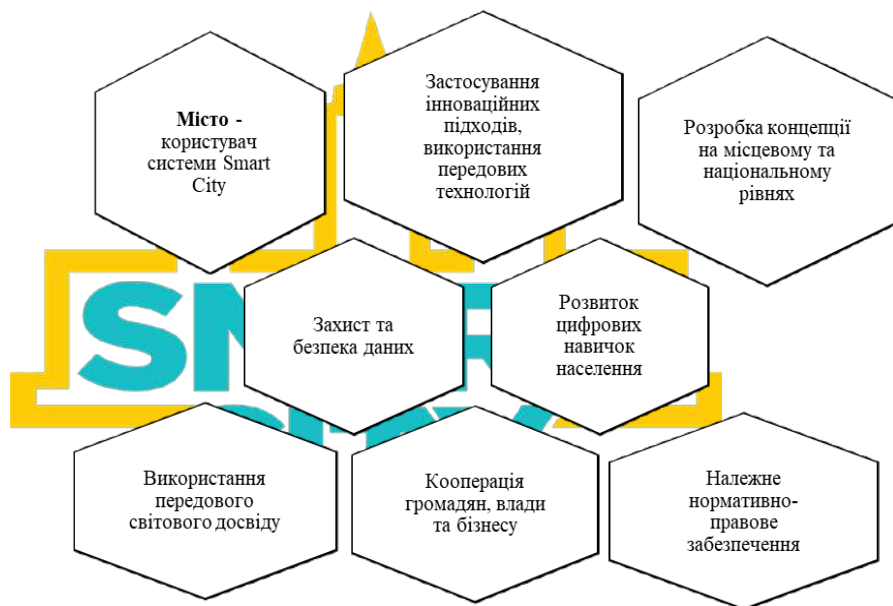 Місто -
користувач
системи Smart
City
Застосування
інноваційних
підходів,
використання
передових
технологій
Розробка концепції
на місцевому та
національному
рівнях
Захист та
безпека даних
Розвиток
цифрових
навичок
населення
Використання
передового
світового досвіду
Кооперація
громадян, влади
та бізнесу
Належне
нормативно-
правове
забезпечення